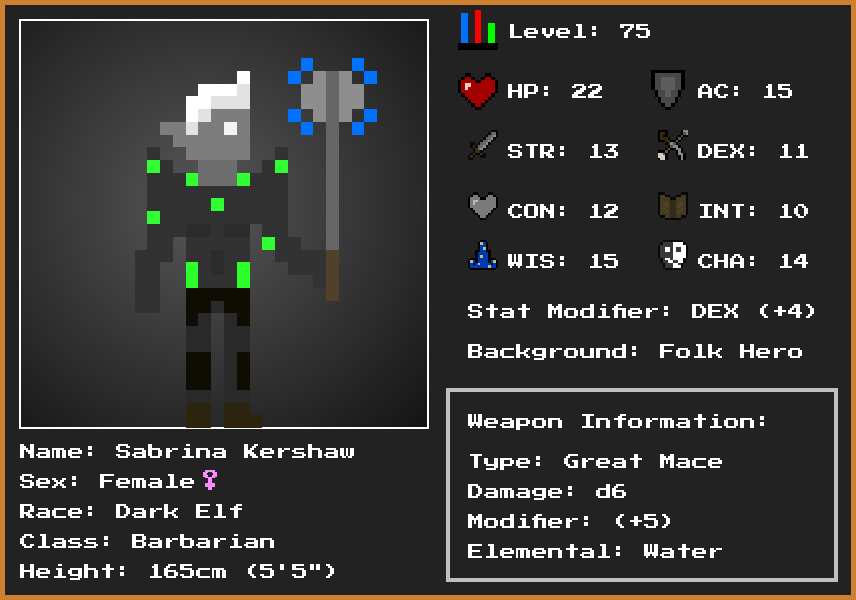 Level: 75
HP: 22
AC: 15
STR: 13
DEX: 11
CON: 12
INT: 10
WIS: 15
CHA: 14
Stat Modifier: DEX (+4)
Background: Folk Hero
Weapon Information:
Type: Great Mace
Damage: d6
Modifier: (+5)
Elemental: Water
Name: Sabrina Kershaw
Sex: Female♀
Race: Dark Elf
Class: Barbarian
Height: 165cm (5'5")